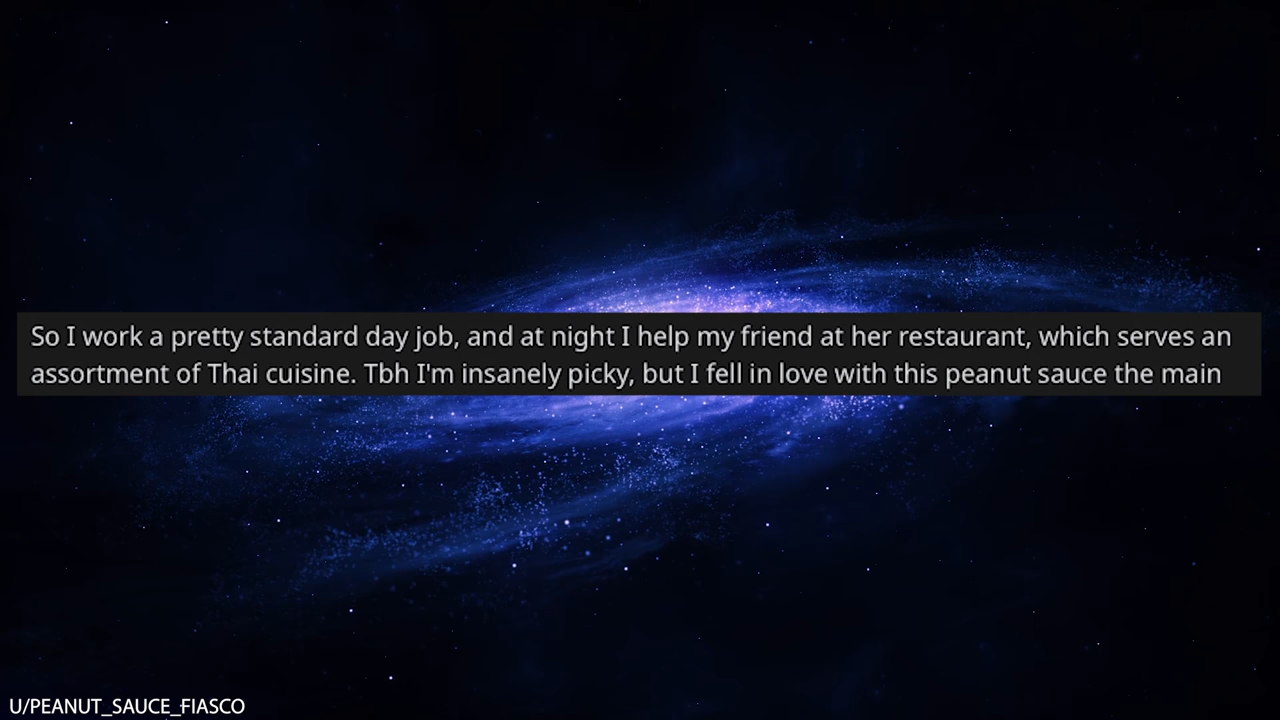 So I work a pretty standard day job, and at night I help my friend at her restaurant, which serves an
assortment of Thai cuisine. Tbh I'm insanely picky, but I fell in love with this peanut sauce the main
U/PEANUT_SAUCE_FIASCO